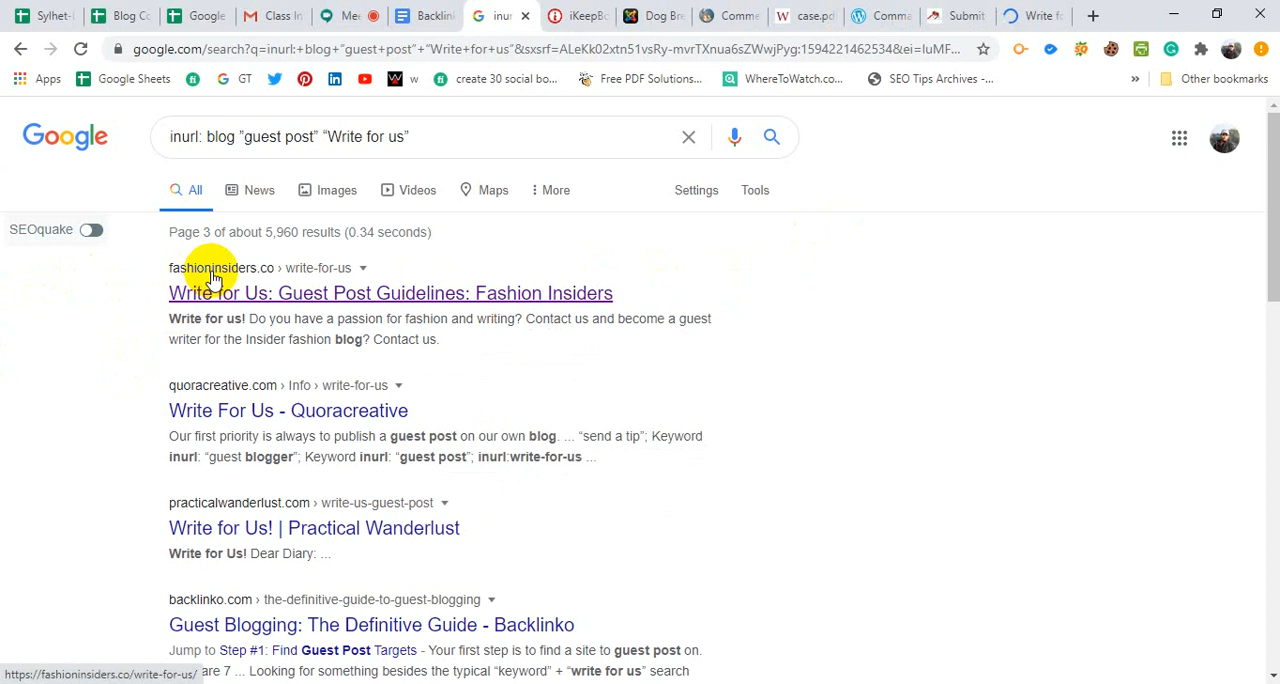 Sylhet-
Blog Co
Google
Class In
Mee
Backlin
inur
iKeepBo
Dog Bre
Comme
case.pd
Comma
Submit
Write fo
google.com/search?q=inurl:+blog+"guest+post"+"Write+for+us"&sxsrf=ALeKk02xtn51vsRy-mvrTXnua6sZWwjPyg:1594221462534&ei=IuMF...
Apps
Google Sheets
GT
w
create 30 social bo...
Free PDF Solutions...
WhereToWatch.co...
SEO Tips Archives -...
»
Other bookmarks
Google
inurl: blog "guest post" “Write for us”
All
News
Images
Videos
Maps
More
Settings
Tools
SEOquake
Page 3 of about 5,960 results (0.34 seconds)
fashioninsiders.co › write-for-us
Write for Us: Guest Post Guidelines: Fashion Insiders
Write for us! Do you have a passion for fashion and writing? Contact us and become a guest
writer for the Insider fashion blog? Contact us.
quoracreative.com › Info › write-for-us
Write For Us - Quoracreative
Our first priority is always to publish a guest post on our own blog. ... “send a tip”; Keyword
inurl: “guest blogger”; Keyword inurl: “guest post”; inurl:write-for-us ...
practicalwanderlust.com › write-us-guest-post
Write for Us! | Practical Wanderlust
Write for Us! Dear Diary: ...
backlinko.com › the-definitive-guide-to-guest-blogging
Guest Blogging: The Definitive Guide - Backlinko
Jump to Step #1: Find Guest Post Targets - Your first step is to find a site to guest post on.
are 7 ... Looking for something besides the typical “keyword” + “write for us” search
https://fashioninsiders.co/write-for-us/